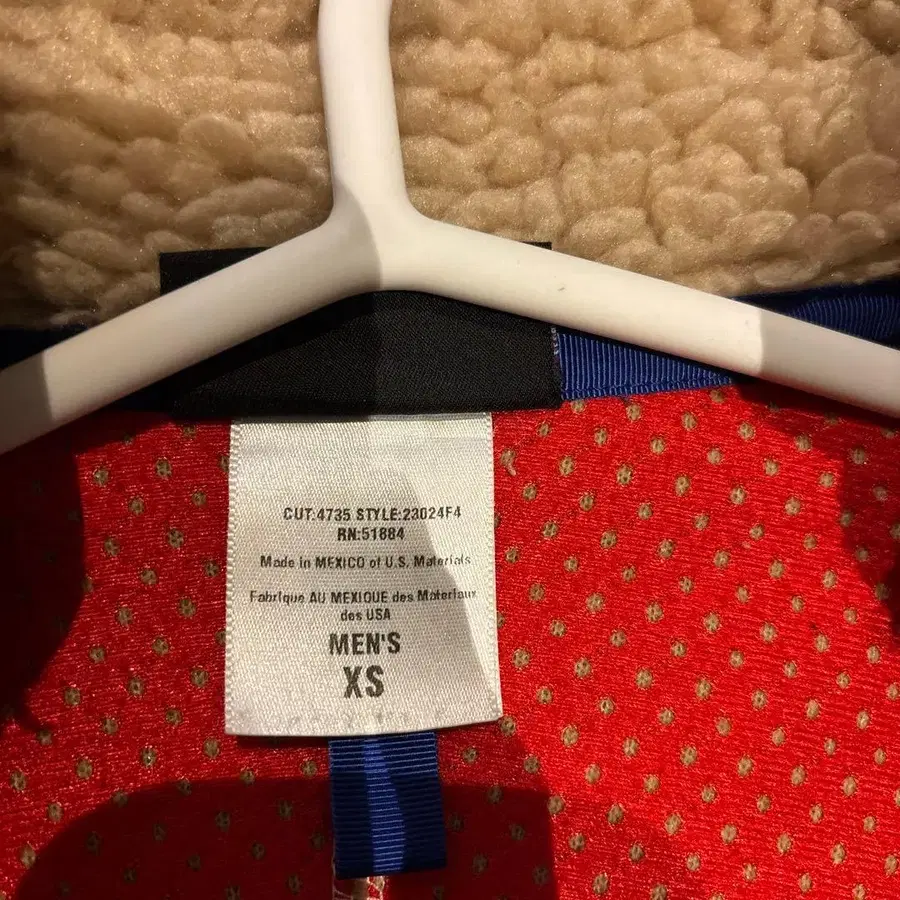 CUT:4735 STYLE:23024F4
RN:51884
Made in MEXICO of U.S. Materials
Fabrique AU MEXIQUE des Materiaux
des USA
MEN'S
XS